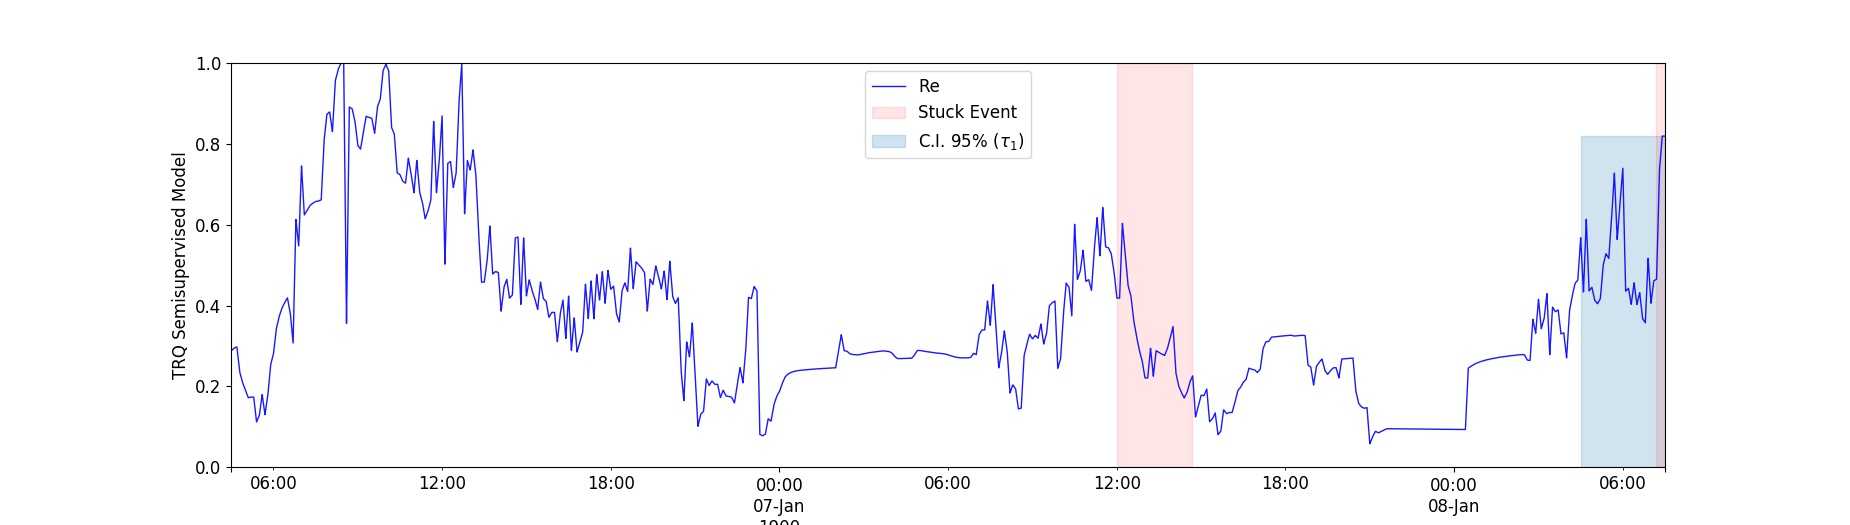 1.0
0.8
0.6
0.4
0.2
0.0
TRQ Semisupervised Model
Re
Stuck Event
C.I. 95% (τ₁)
06:00 12:00 18:00 00:00 06:00 12:00 18:00 00:00 06:00
07-Jan 08-Jan
1900